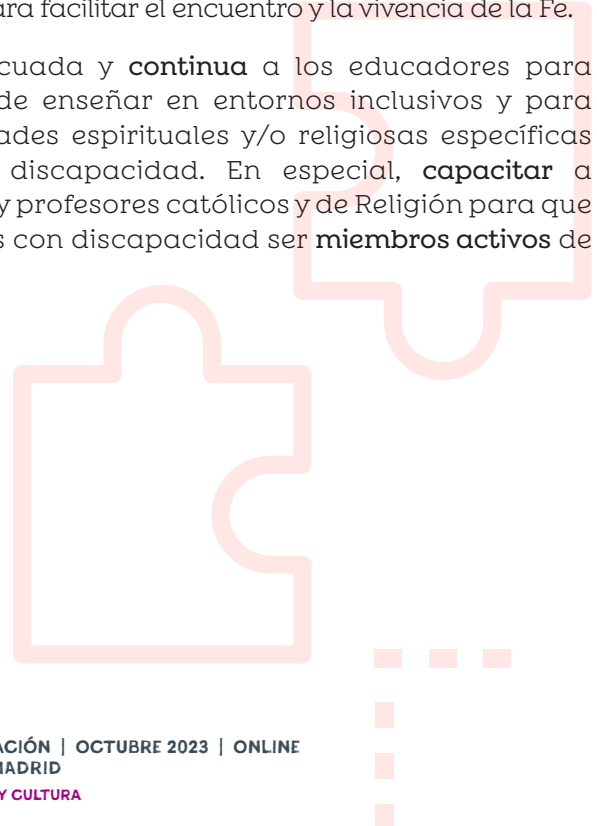 ara facilitar el encuentro y la vivencia de la Fe.
cuada y continua a los educadores para
de enseñar en entornos inclusivos y para
ades espirituales y/o religiosas específicas
discapacidad. En especial, capacitar a
y profesores católicos y de Religión para que
s con discapacidad ser miembros activos de
ACIÓN | OCTUBRE 2023 | ONLINE
MADRID
Y CULTURA